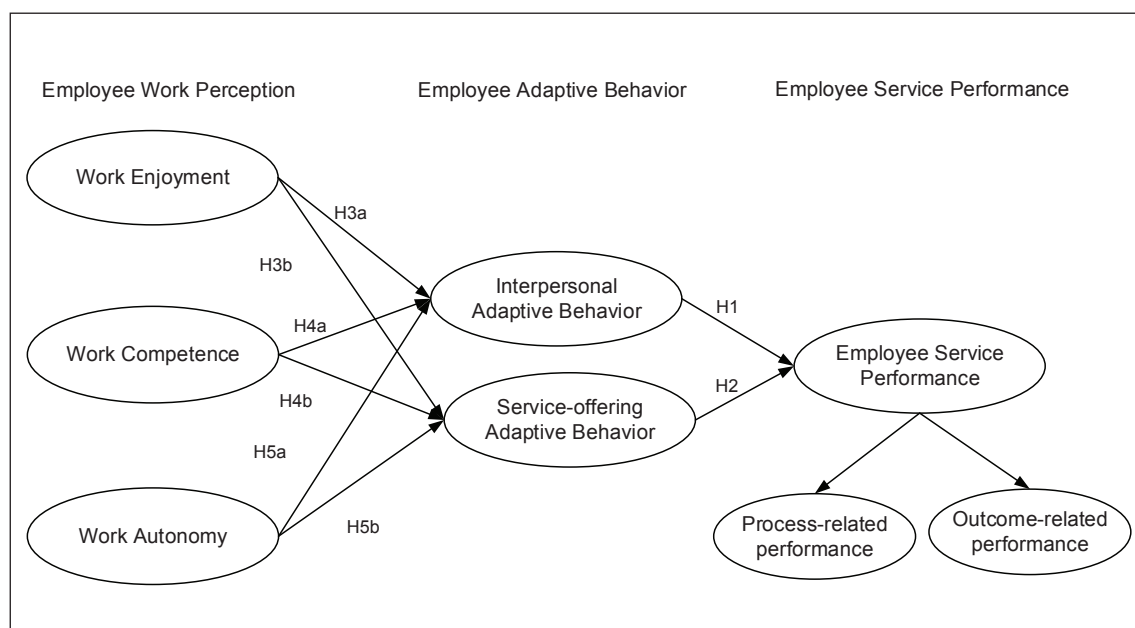 Employee Work Perception
Employee Adaptive Behavior
Employee Service Performance
Work Enjoyment
H3a
H3b
Interpersonal
Adaptive Behavior
H1
H4a
Work Competence
Employee Service
Performance
H2
H4b
Service-offering
Adaptive Behavior
H5a
H5b
Work Autonomy
Process-related
performance
Outcome-related
performance